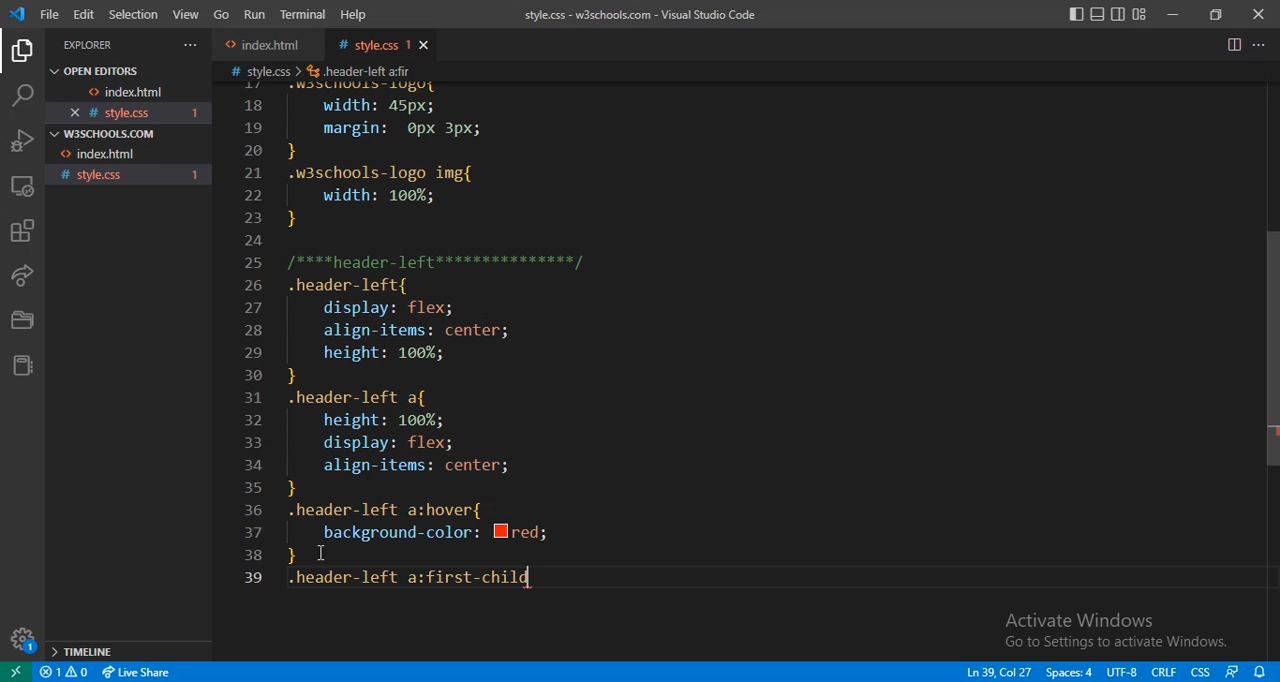 File Edit Selection View Go Run Terminal Help style.css - w3schools.com - Visual Studio Code
EXPLORER
OPEN EDITORS
index.html
# style.css 1
W3SCHOOLS.COM
index.html
# style.css 1
TIMELINE
index.html # style.css 1
# style.css > .header-left a:fir
17 .w3schools-logo{
18 width: 45px;
19 margin: 0px 3px;
20 }
21 .w3schools-logo img{
22 width: 100%;
23 }
24
25 /****header-left***************/
26 .header-left{
27 display: flex;
28 align-items: center;
29 height: 100%;
30 }
31 .header-left a{
32 height: 100%;
33 display: flex;
34 align-items: center;
35 }
36 .header-left a:hover{
37 background-color: red;
38 }
39 .header-left a:first-child
Activate Windows
Go to Settings to activate Windows.
1
1 0 Live Share Ln 39, Col 27 Spaces: 4 UTF-8 CRLF CSS